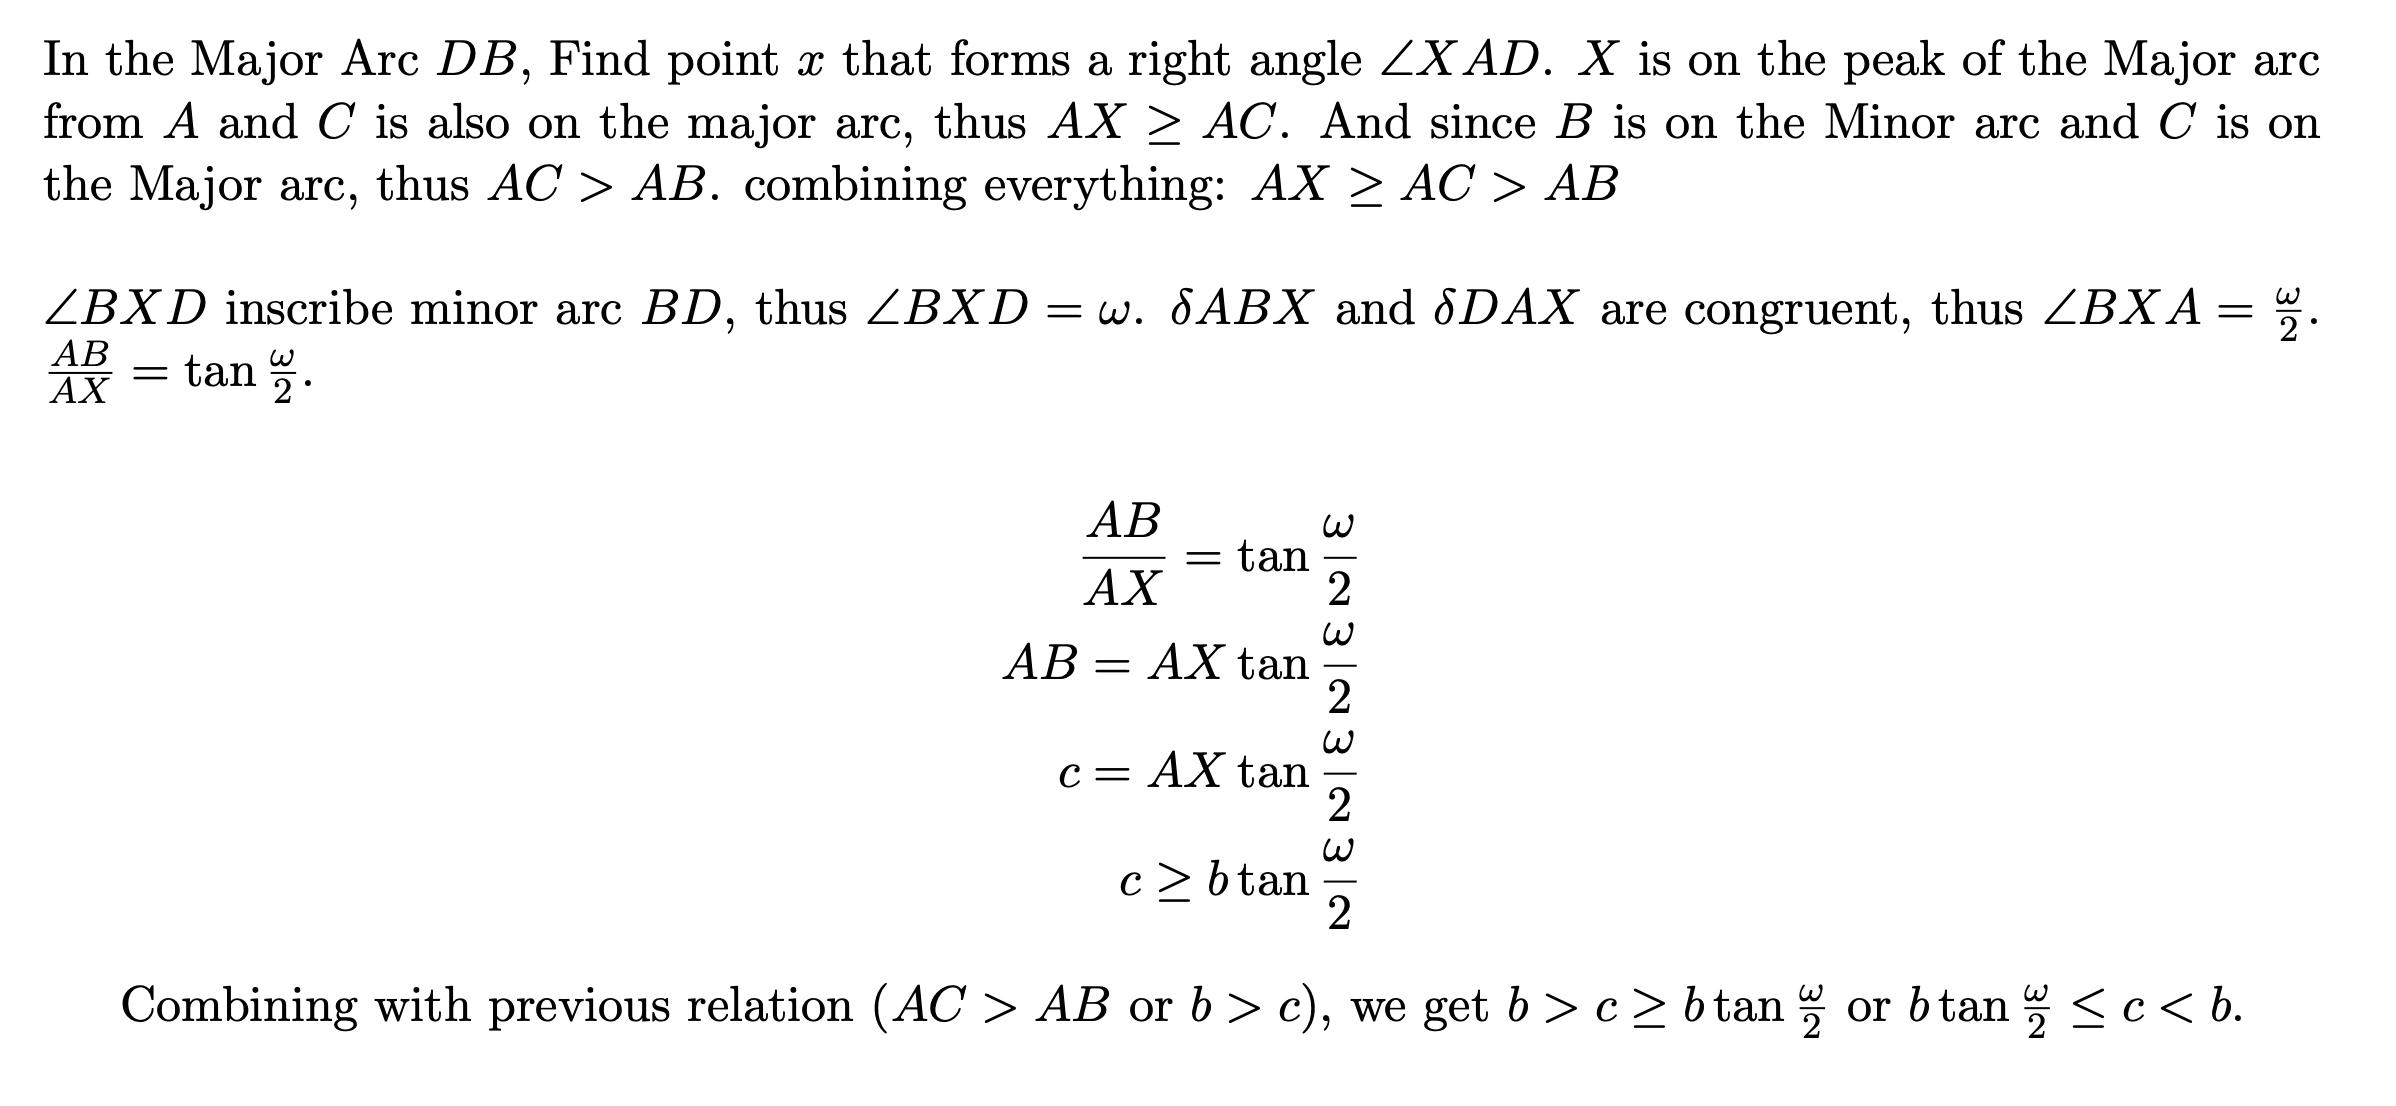 In the Major Arc DB, Find point x that forms a right angle ∠XAD. X is on the peak of the Major arc
from A and C is also on the major arc, thus AX ≥ AC. And since B is on the Minor arc and C is on
the Major arc, thus AC > AB. combining everything: AX ≥ AC > AB
∠BXD inscribe minor arc BD, thus ∠BXD = ω. δABX and δDAX are congruent, thus ∠BXA = ω/2.
AB/AX = tan ω/2.
AB/AX = tan ω/2
AB = AX tan ω/2
c = AX tan ω/2
c ≥ b tan ω/2
Combining with previous relation (AC > AB or b > c), we get b > c ≥ b tan ω/2 or b tan ω/2 ≤ c < b.